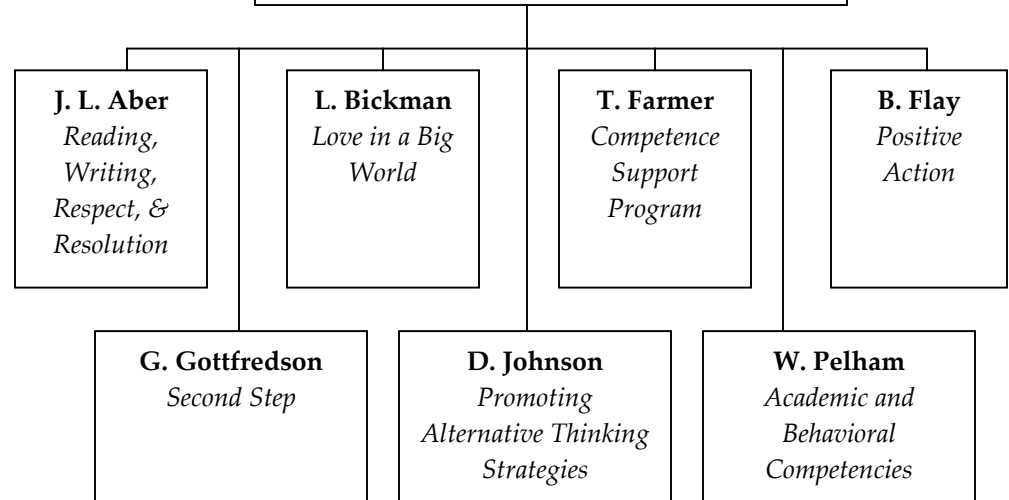 J. L. Aber
Reading,
Writing,
Respect, &
Resolution
L. Bickman
Love in a Big
World
T. Farmer
Competence
Support
Program
B. Flay
Positive
Action
G. Gottfredson
Second Step
D. Johnson
Promoting
Alternative Thinking
Strategies
W. Pelham
Academic and
Behavioral
Competencies